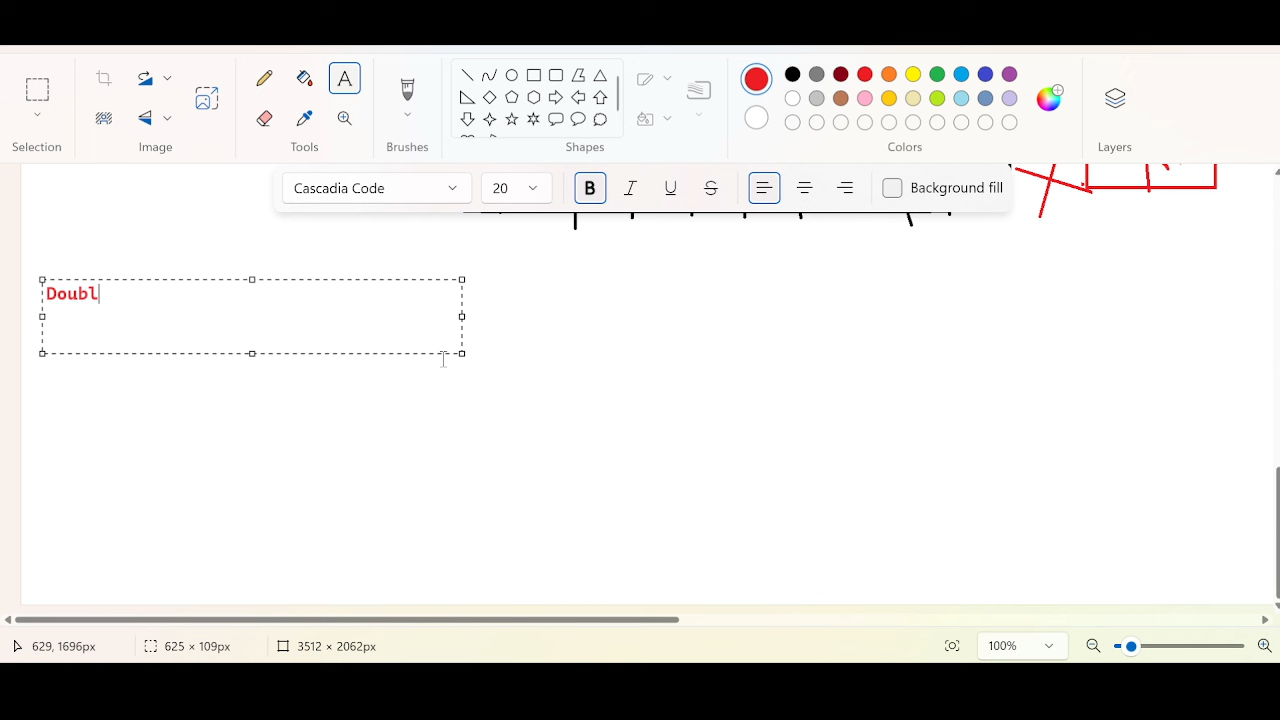 Selection
Image
Tools
Brushes
Shapes
Colors
Layers
Cascadia Code
20
B
I
U
S
Background fill
Doubl
629, 1696px
625 × 109px
3512 × 2062px
100%